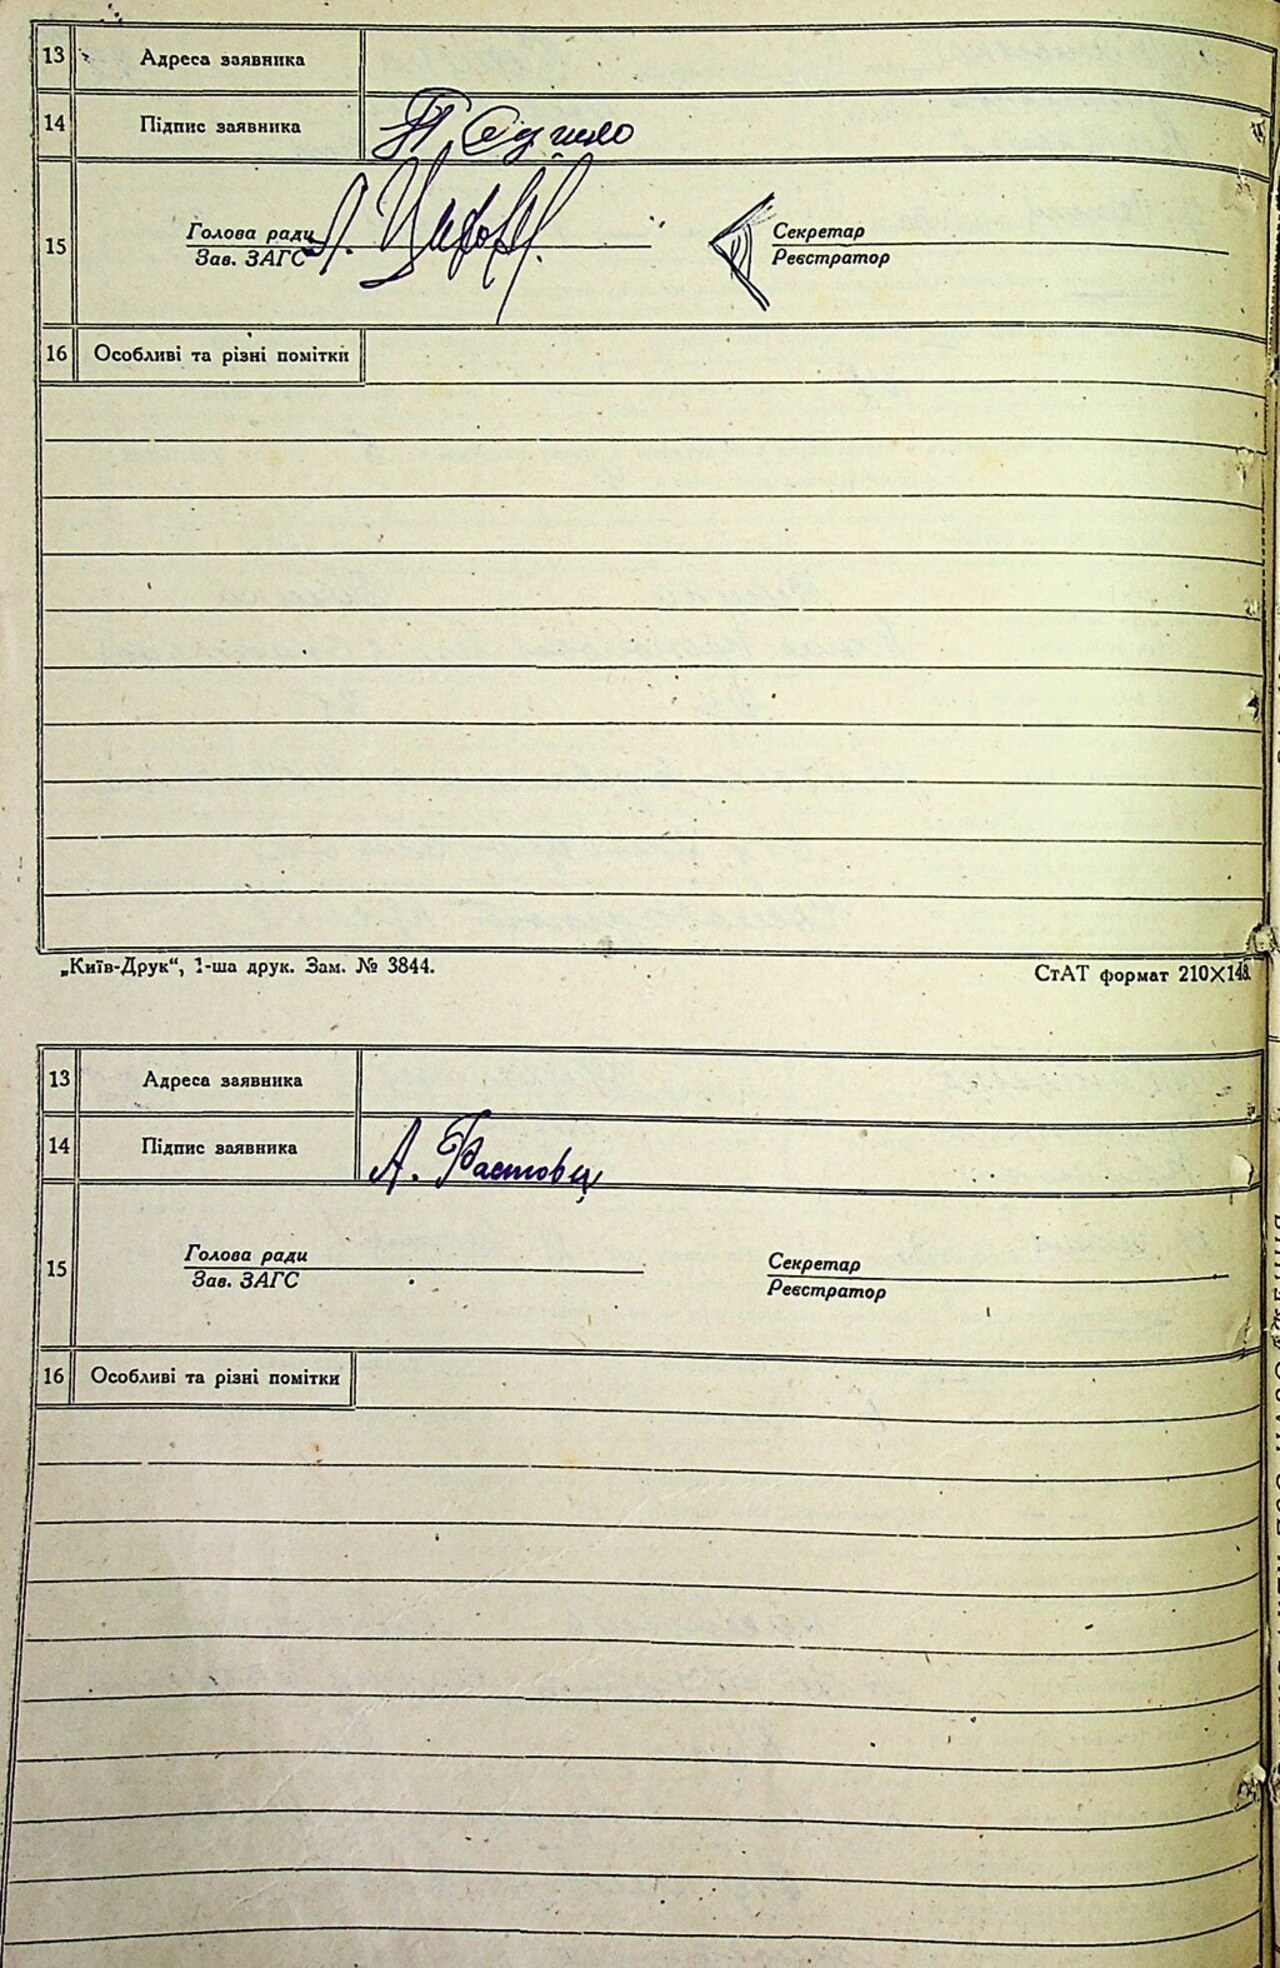 13 Адреса заявника
14 Підпис заявника
15 Голова ради Секретар
Зав. ЗАГС Реєстратор
16 Особливі та різні помітки
„Київ-Друк“, 1-ша друк. Зам. № 3844. СтАТ формат 210×148.
13 Адреса заявника
14 Підпис заявника А. Фастовец
15 Голова ради Секретар
Зав. ЗАГС Реєстратор
16 Особливі та різні помітки